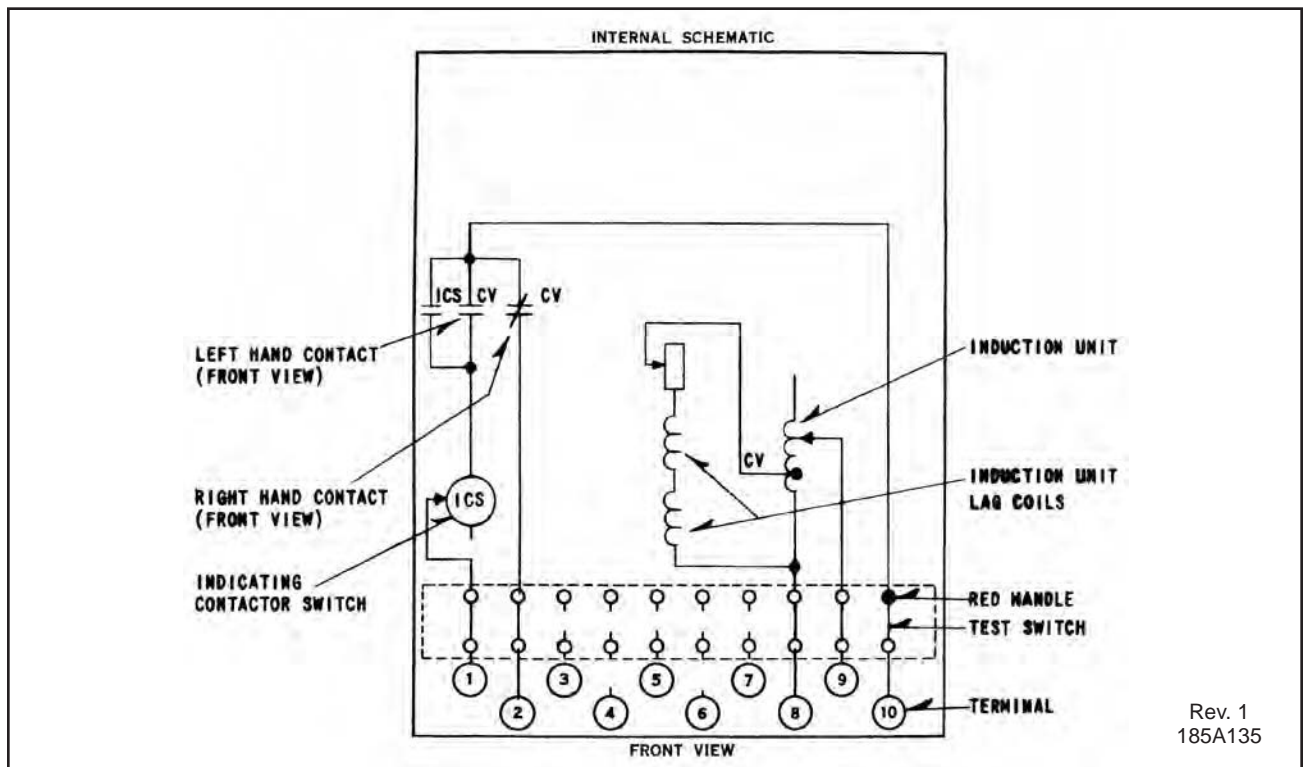 INTERNAL SCHEMATIC
ICS
CV
CV
LEFT HAND CONTACT
(FRONT VIEW)
INDUCTION UNIT
CV
RIGHT HAND CONTACT
(FRONT VIEW)
ICS
INDUCTION UNIT
LAG COILS
INDICATING
CONTACTOR SWITCH
RED HANDLE
TEST SWITCH
1
3
5
7
9
2
4
6
8
10
TERMINAL
FRONT VIEW
Rev. 1
185A135